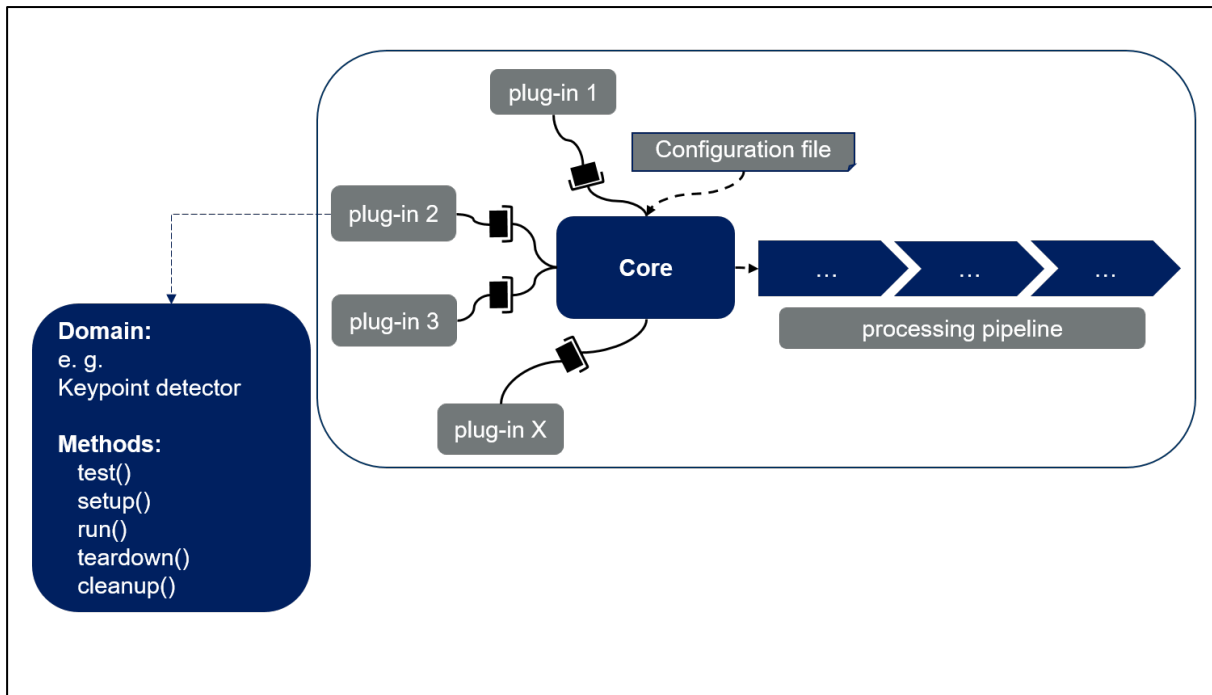 plug-in 1
Configuration file
plug-in 2
Core
...
...
...
plug-in 3
processing pipeline
plug-in X
Domain:
e. g.
Keypoint detector
Methods:
test()
setup()
run()
teardown()
cleanup()